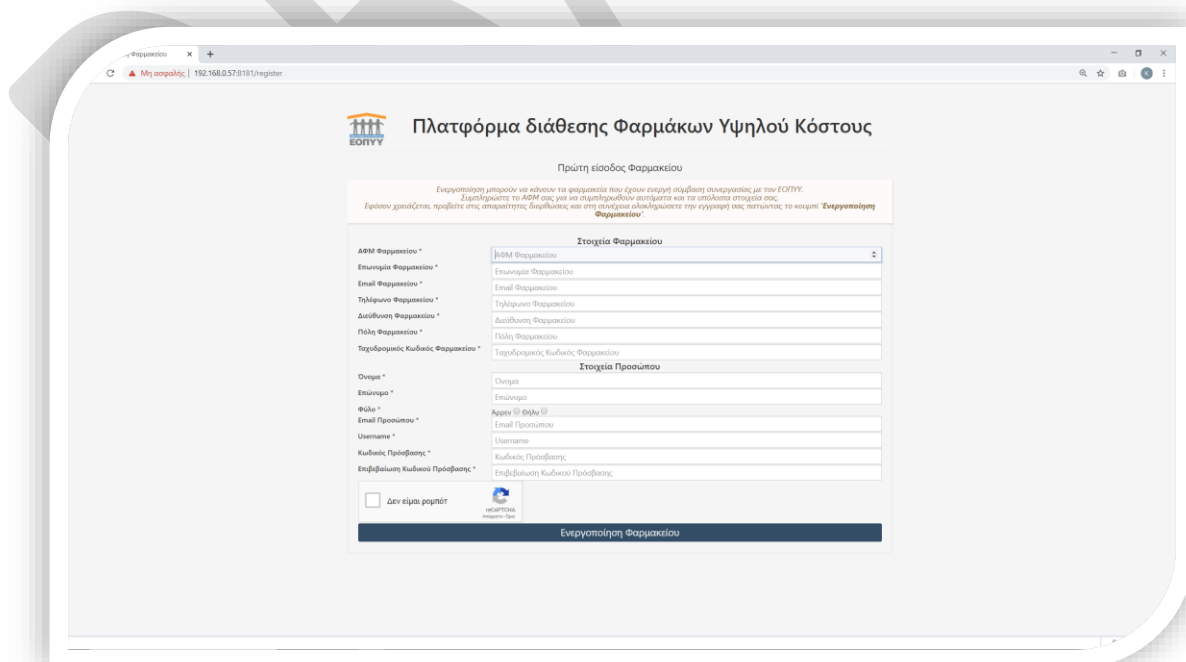 Φαρμακείου
Μη ασφαλής | 192.168.0.57:8181/register
ΕΟΠΥΥ
Πλατφόρμα διάθεσης Φαρμάκων Υψηλού Κόστους
Πρώτη είσοδος Φαρμακείου
Ενεργοποίηση μπορούν να κάνουν τα φαρμακεία που έχουν ενεργή σύμβαση συνεργασίας με τον ΕΟΠΥΥ.
Συμπληρώστε το ΑΦΜ σας για να συμπληρωθούν αυτόματα και τα υπόλοιπα στοιχεία σας.
Εφόσον χρειάζεται, προβείτε στις απαραίτητες διορθώσεις και στη συνέχεια ολοκληρώσετε την εγγραφή σας πατώντας το κουμπί "Ενεργοποίηση
Φαρμακείου".
Στοιχεία Φαρμακείου
ΑΦΜ Φαρμακείου * ΑΦΜ Φαρμακείου
Επωνυμία Φαρμακείου * Επωνυμία Φαρμακείου
Email Φαρμακείου * Email Φαρμακείου
Τηλέφωνο Φαρμακείου * Τηλέφωνο Φαρμακείου
Διεύθυνση Φαρμακείου * Διεύθυνση Φαρμακείου
Πόλη Φαρμακείου * Πόλη Φαρμακείου
Ταχυδρομικός Κωδικός Φαρμακείου * Ταχυδρομικός Κωδικός Φαρμακείου
Στοιχεία Προσώπου
Όνομα * Όνομα
Επώνυμο * Επώνυμο
Φύλο * Άρρεν Θήλυ
Email Προσώπου * Email Προσώπου
Username * Username
Κωδικός Πρόσβασης * Κωδικός Πρόσβασης
Επιβεβαίωση Κωδικού Πρόσβασης * Επιβεβαίωση Κωδικού Πρόσβασης
Δεν είμαι ρομπότ
reCAPTCHA
Ενεργοποίηση Φαρμακείου